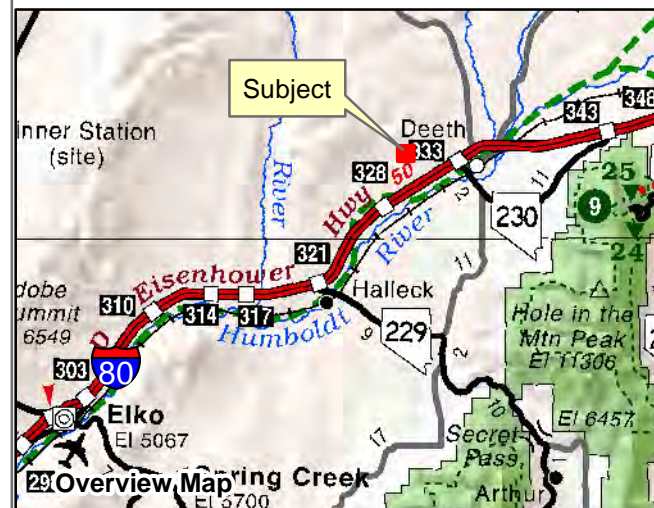 Subject
inner Station
(site)
Deeth
333
343
348
328
50
Hwy
River
River
2
11
230
25
9
24
321
Eisenhower
310
314
317
Halleck
Humboldt
9
229
11
2
Hole in the
Mtn Peak
El 11306
dobe
ummit
6549
D
303
80
Elko
El 5067
10
El 6457
Secret
Pass
17
Spring Creek
El 5700
Arthur
29
Overview Map